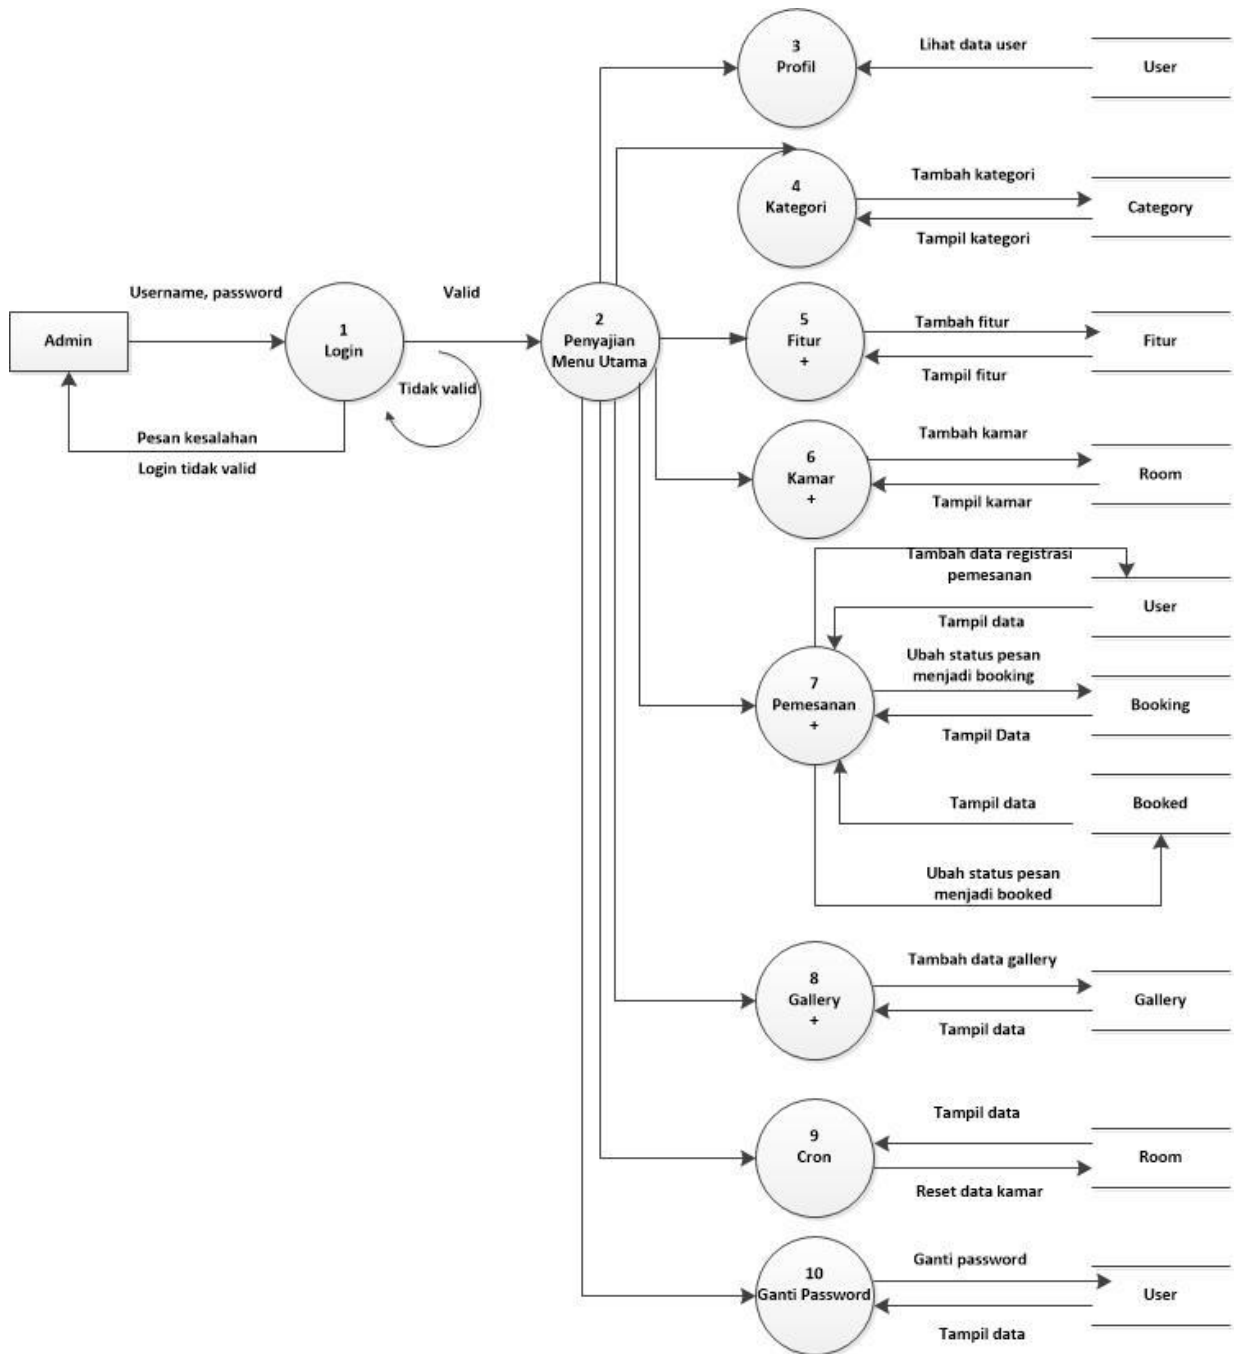 3
Profil
Lihat data user
User
4
Kategori
Tambah kategori
Tampil kategori
Category
Admin
Username, password
Pesan kesalahan
Login tidak valid
1
Login
Valid
Tidak valid
2
Penyajian
Menu Utama
5
Fitur
+
Tambah fitur
Tampil fitur
Fitur
6
Kamar
+
Tambah kamar
Tampil kamar
Room
Tambah data registrasi
pemesanan
Tampil data
User
7
Pemesanan
+
Ubah status pesan
menjadi booking
Tampil Data
Booking
Tampil data
Booked
Ubah status pesan
menjadi booked
8
Gallery
+
Tambah data gallery
Tampil data
Gallery
9
Cron
Tampil data
Reset data kamar
Room
10
Ganti Password
Ganti password
Tampil data
User